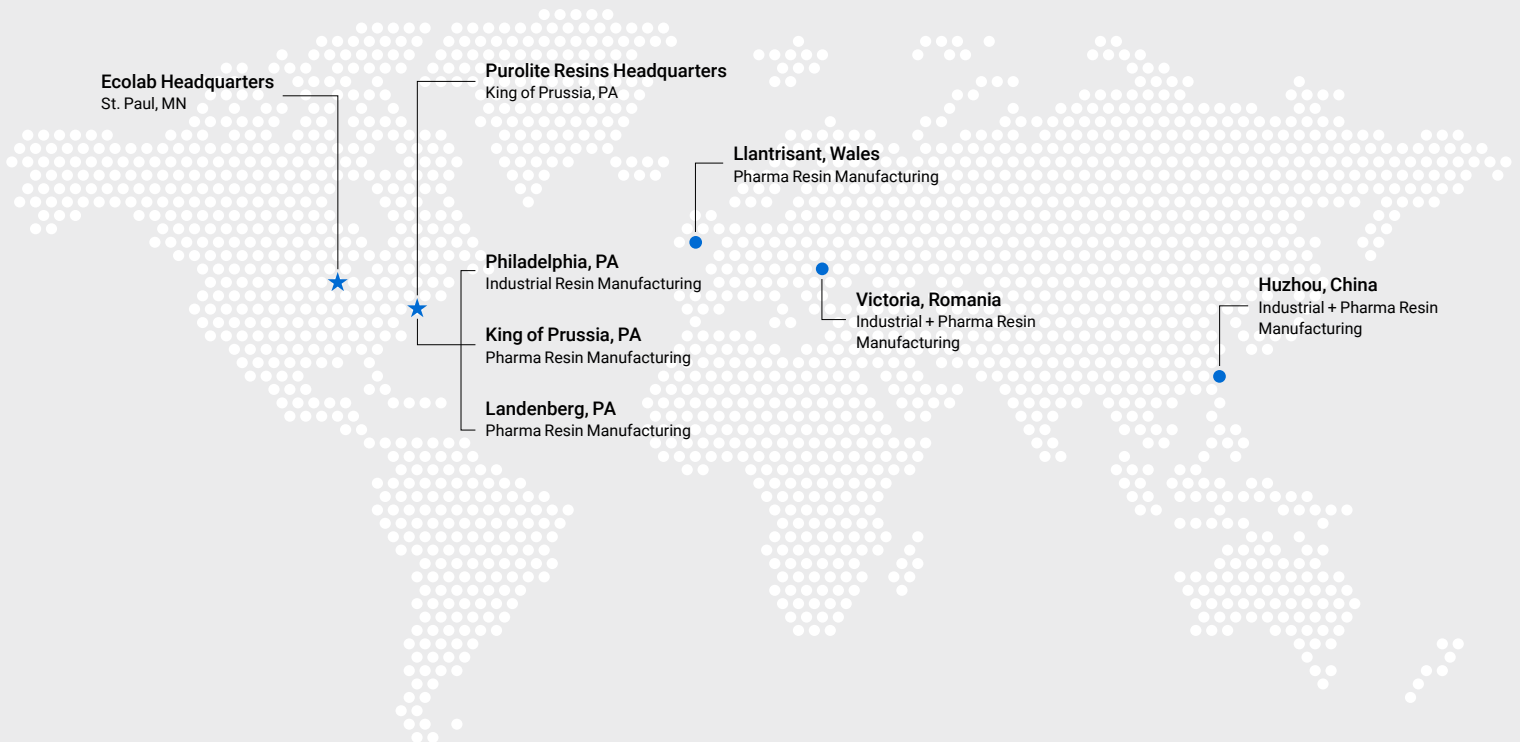 Ecolab Headquarters
St. Paul, MN
Purolite Resins Headquarters
King of Prussia, PA
Llantrisant, Wales
Pharma Resin Manufacturing
Philadelphia, PA
Industrial Resin Manufacturing
King of Prussia, PA
Pharma Resin Manufacturing
Landenberg, PA
Pharma Resin Manufacturing
Victoria, Romania
Industrial + Pharma Resin
Manufacturing
Huzhou, China
Industrial + Pharma Resin
Manufacturing